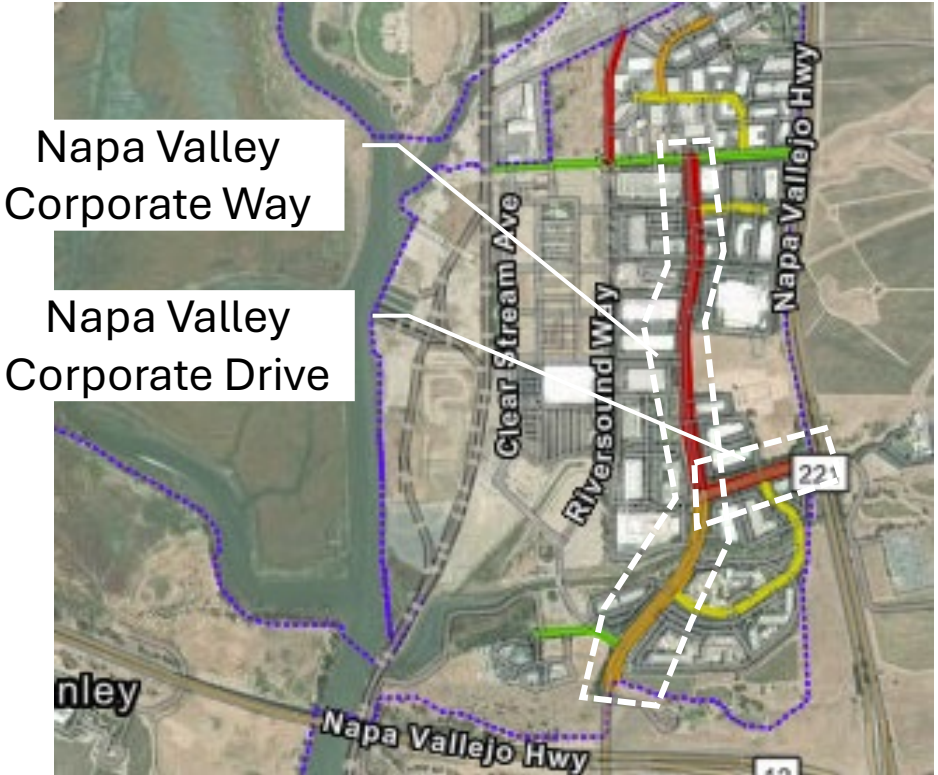 Napa Valley
Corporate Way
Napa Valley
Corporate Drive
Napa Vallejo Hwy
Clear Stream Ave
Riversound Way
221
nley
Napa Vallejo Hwy
12